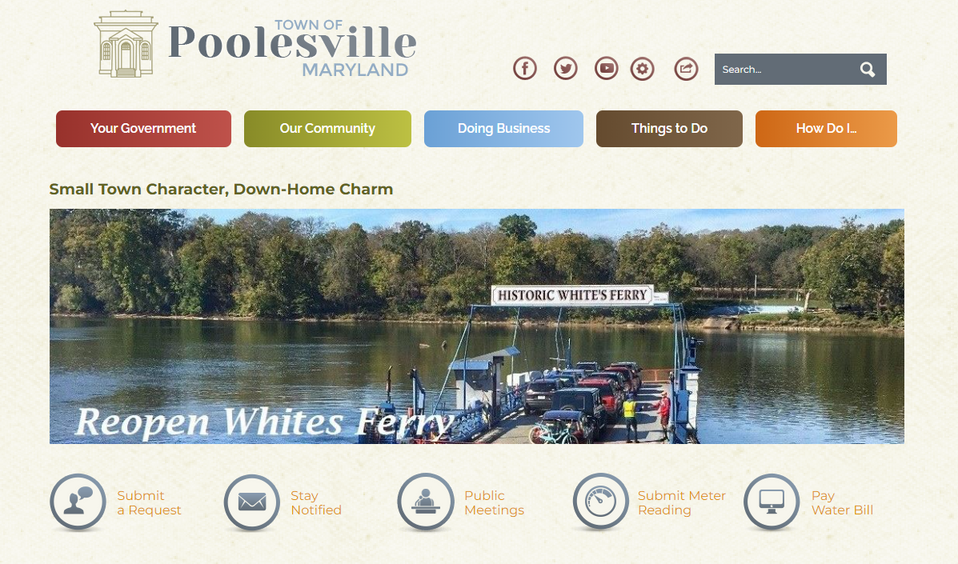 TOWN OF
Poolesville
MARYLAND
Search...
Your Government
Our Community
Doing Business
Things to Do
How Do I...
Small Town Character, Down-Home Charm
HISTORIC WHITE'S FERRY
Reopen Whites Ferry
Submit
a Request
Stay
Notified
Public
Meetings
Submit Meter
Reading
Pay
Water Bill